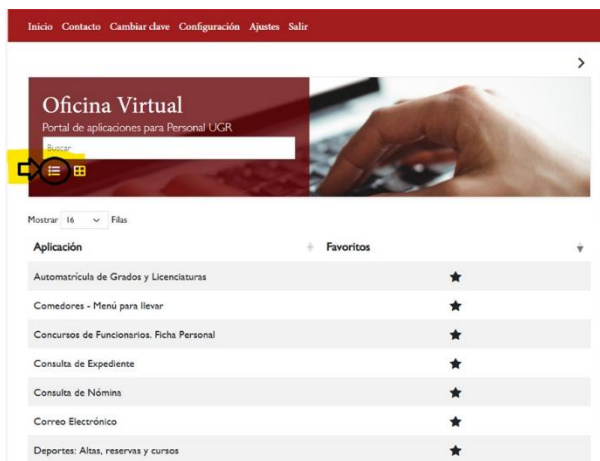 Inicio Contacto Cambiar clave Configuración Ajustes Salir
Oficina Virtual
Portal de aplicaciones para Personal UGR
Buscar
Mostrar 16 Filas
Aplicación Favoritos
Automatrícula de Grados y Licenciaturas
Comedores - Menú para llevar
Concursos de Funcionarios. Ficha Personal
Consulta de Expediente
Consulta de Nómina
Correo Electrónico
Deportes: Altas, reservas y cursos